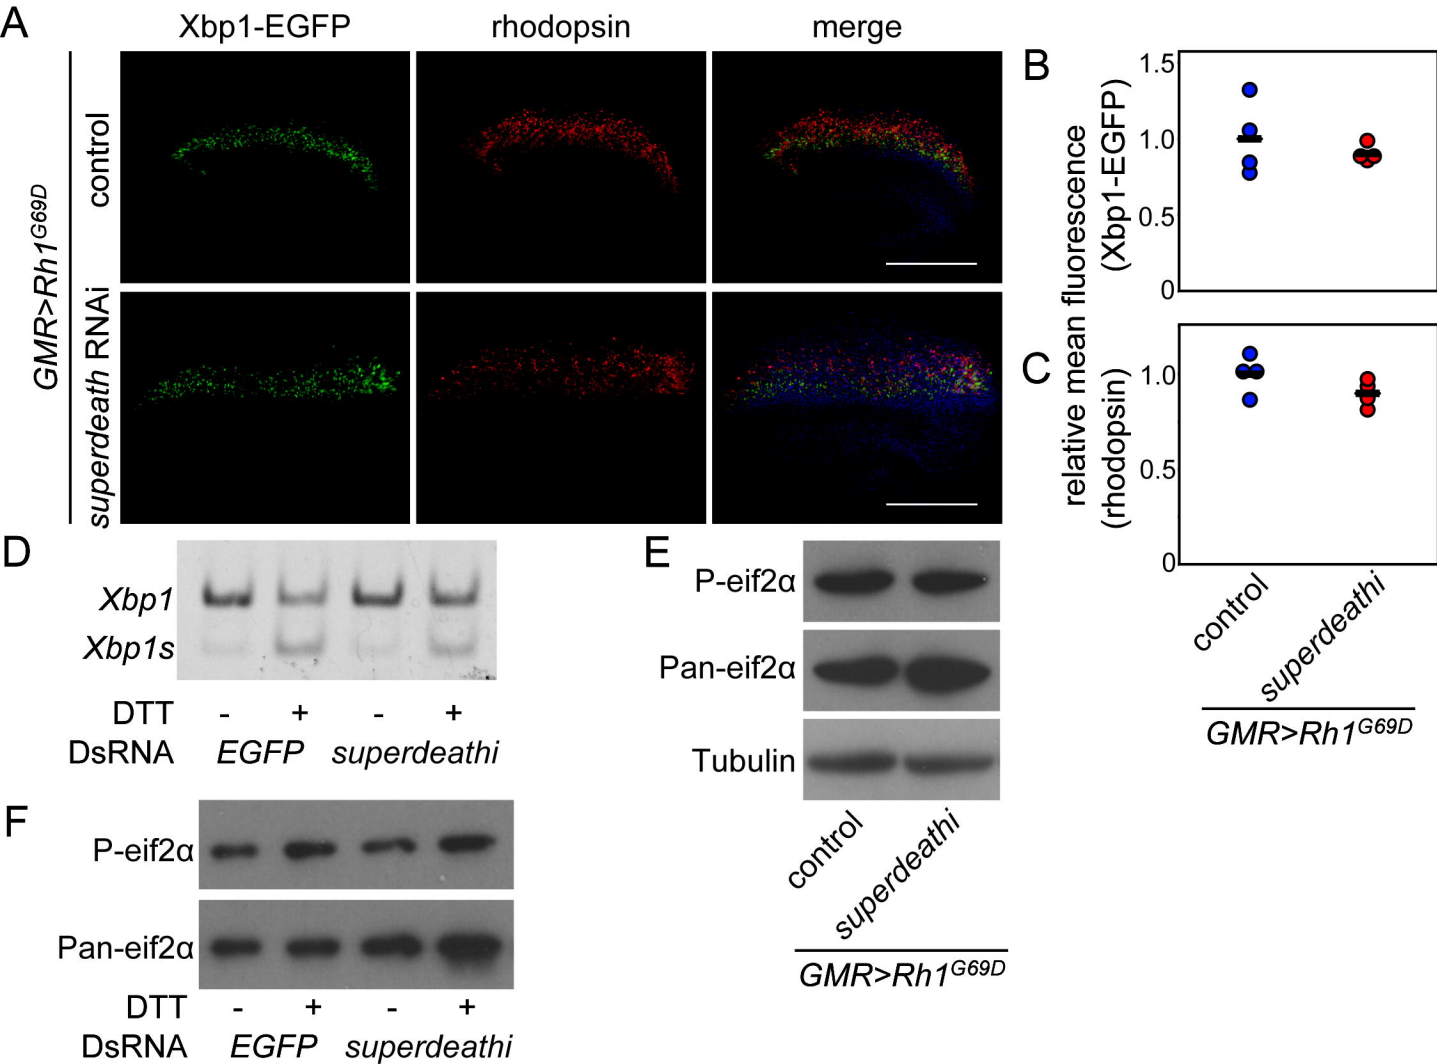 A
Xbp1-EGFP
rhodopsin
merge
GMR>Rh1G69D
control
superdeath RNAi
B
relative mean fluorescence
(Xbp1-EGFP)
1.5
1.0
0.5
0
C
(rhodopsin)
1.0
0.5
0
control
superdeathi
GMR>Rh1G69D
D
Xbp1
Xbp1s
DTT - + - +
DsRNA EGFP superdeathi
E
P-eif2α
Pan-eif2α
Tubulin
control
superdeathi
GMR>Rh1G69D
F
P-eif2α
Pan-eif2α
DTT - + - +
DsRNA EGFP superdeathi